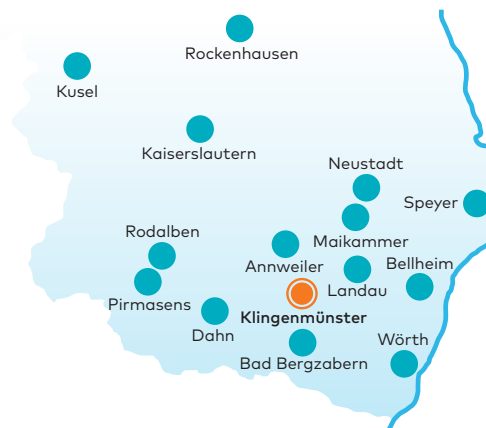 Rockenhausen
Kusel
Kaiserslautern
Neustadt
Speyer
Rodalben
Maikammer
Annweiler
Bellheim
Landau
Pirmasens
Klingenmünster
Dahn
Wörth
Bad Bergzabern